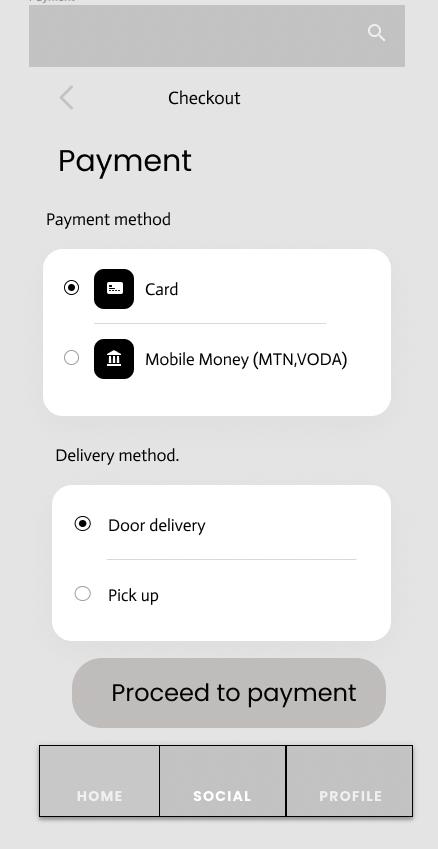 Payment
Checkout
Payment
Payment method
Card
Mobile Money (MTN,VODA)
Delivery method.
Door delivery
Pick up
Proceed to payment
HOME SOCIAL PROFILE